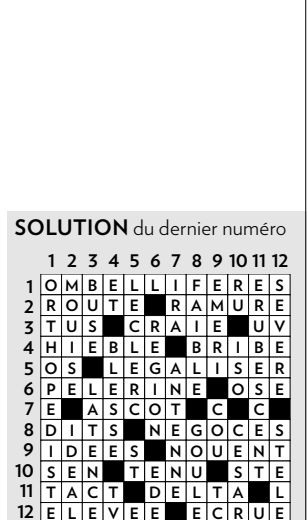 SOLUTION du dernier numéro
1 2 3 4 5 6 7 8 9 10 11 12
1 O M B E L L I F E R E S
2 R O U T E ■ R A M U R E
3 T U S ■ C R A I E ■ U V
4 H I E B L E ■ B R I B E
5 O S ■ L E G A L I S E R
6 P E L E R I N E ■ O S E
7 E ■ A S C O T ■ C ■ C ■
8 D I T S ■ N E G O C E S
9 I D E E S ■ N O U E N T
10 S E N ■ T E N U ■ S T E
11 T A C T ■ D E L T A ■ L
12 E L E V E E ■ E C R U E